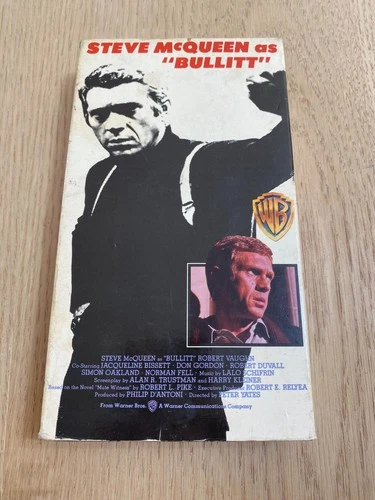 STEVE McQUEEN as
"BULLITT"
WB
STEVE McQUEEN as "BULLITT" ROBERT VAUGHN
Co-Starring JACQUELINE BISSETT · DON GORDON · ROBERT DUVALL
SIMON OAKLAND · NORMAN FELL · Music by LALO SCHIFRIN
Screenplay by ALAN R. TRUSTMAN and HARRY KLEINER
Based on the Novel "Mute Witness" by ROBERT L. PIKE · Executive Producer ROBERT E. RELYEA
Produced by PHILIP D'ANTONI · Directed by PETER YATES
From Warner Bros. A Warner Communications Company